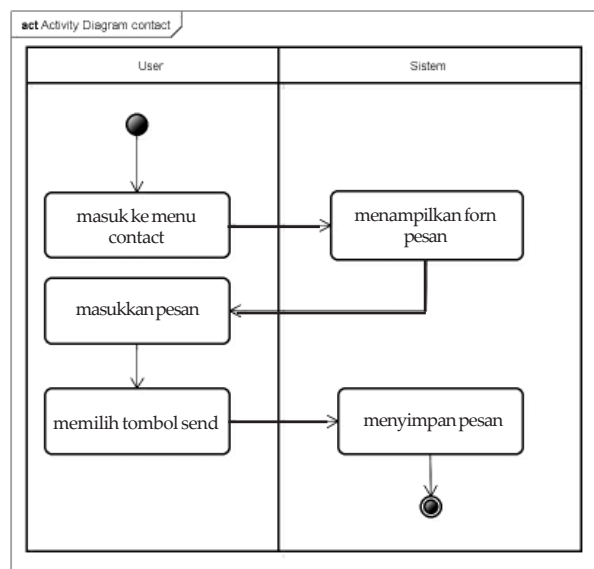 act Activity Diagram contact
User
Sistem
masuk ke menu
contact
menampilkan forn
pesan
masukkan pesan
memilih tombol send
menyimpan pesan